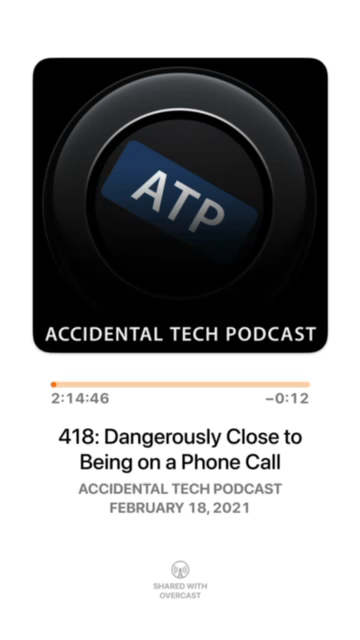 ATP
ACCIDENTAL TECH PODCAST
2:14:46 −0:12
418: Dangerously Close to
Being on a Phone Call
ACCIDENTAL TECH PODCAST
FEBRUARY 18, 2021
SHARED WITH
OVERCAST